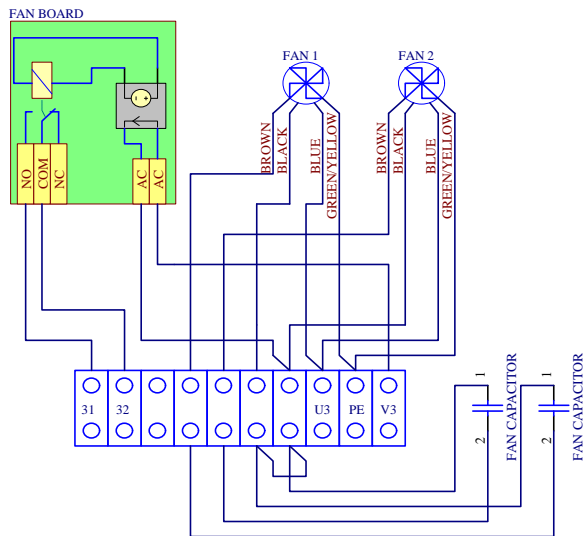 FAN BOARD
FAN 1
FAN 2
BROWN
BLACK
BLUE
GREEN/YELLOW
BROWN
BLACK
BLUE
GREEN/YELLOW
NO
COM
NC
AC
AC
31
32
U3
PE
V3
1
2
FAN CAPACITOR
1
2
FAN CAPACITOR